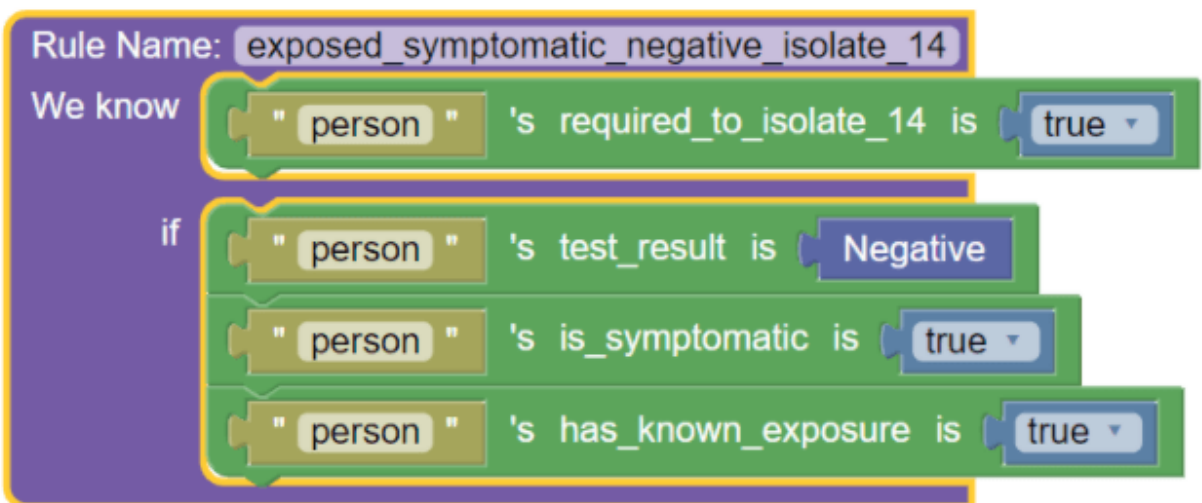 Rule Name: exposed_symptomatic_negative_isolate_14
We know " person " 's required_to_isolate_14 is true
if " person " 's test_result is Negative
" person " 's is_symptomatic is true
" person " 's has_known_exposure is true